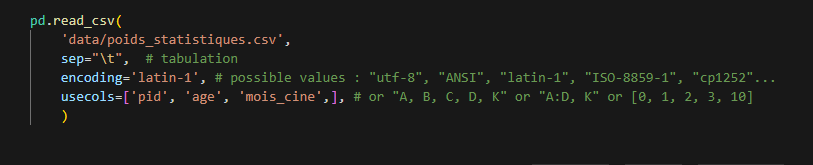 pd.read_csv(
'data/poids_statistiques.csv',
sep="\t",  # tabulation
encoding='latin-1', # possible values : "utf-8", "ANSI", "latin-1", "ISO-8859-1", "cp1252"...
usecols=['pid', 'age', 'mois_cine',], # or "A, B, C, D, K" or "A:D, K" or [0, 1, 2, 3, 10]
)